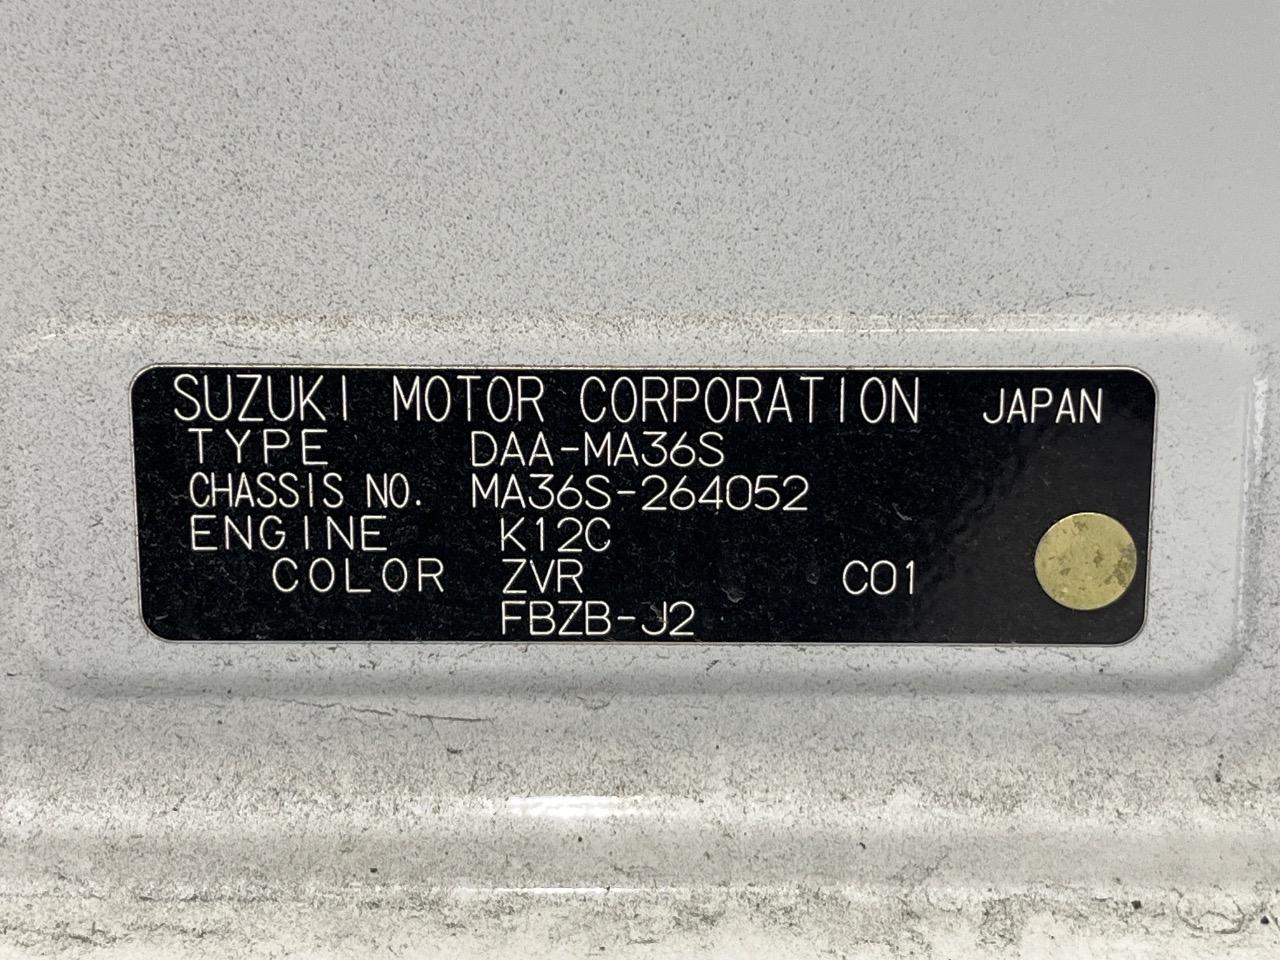 SUZUKI MOTOR CORPORATION JAPAN
TYPE DAA-MA36S
CHASSIS NO. MA36S-264052
ENGINE K12C
COLOR ZVR C01
FBZB-J2